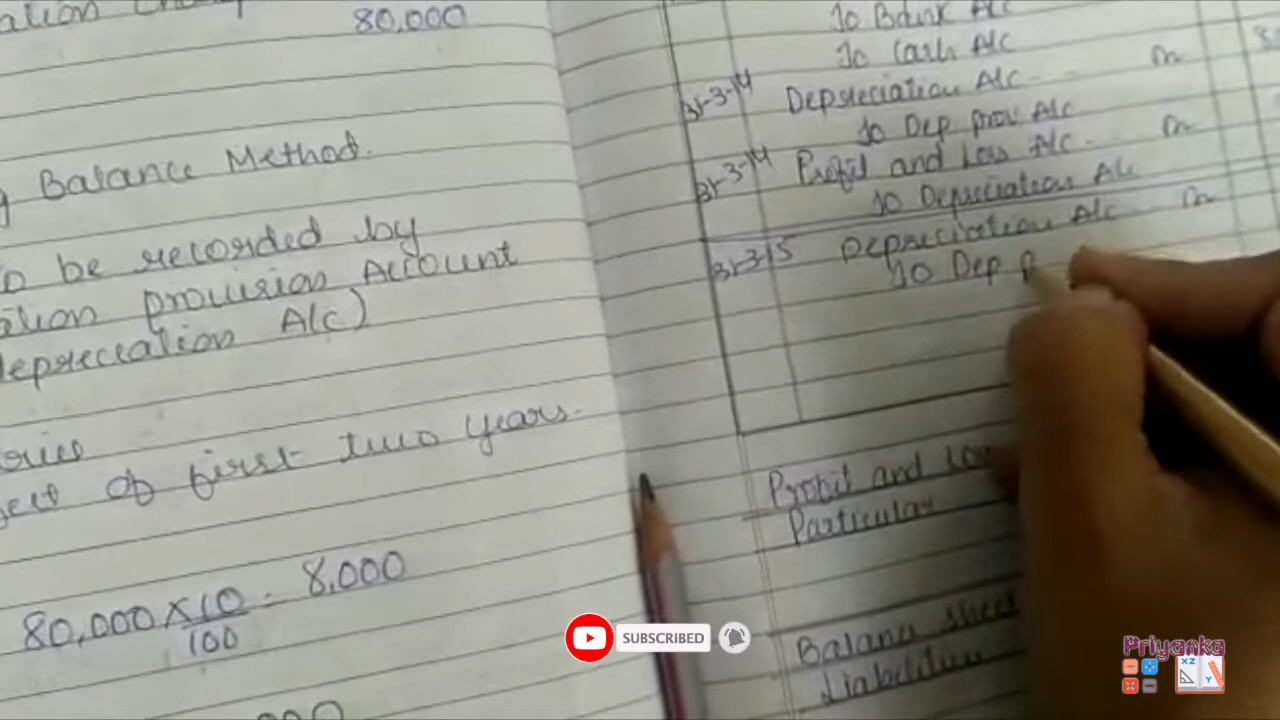 80,000
Balance Method.
be recorded by
provision Account
depreciation A/c)
of first two years.
80,000 × 10 = 8,000
100
To Bank A/c
To Cash A/c
31-3-14 Depreciation A/c - - Dr
To Dep prov A/c
31-3-14 Profit and Loss A/c - - Dr
To Depreciation A/c
31-3-15 Depreciation A/c Dr
To Dep P
Profit and
Particular
Balance Sheet
Liabilities
SUBSCRIBED
Priyanka
XZ
Y